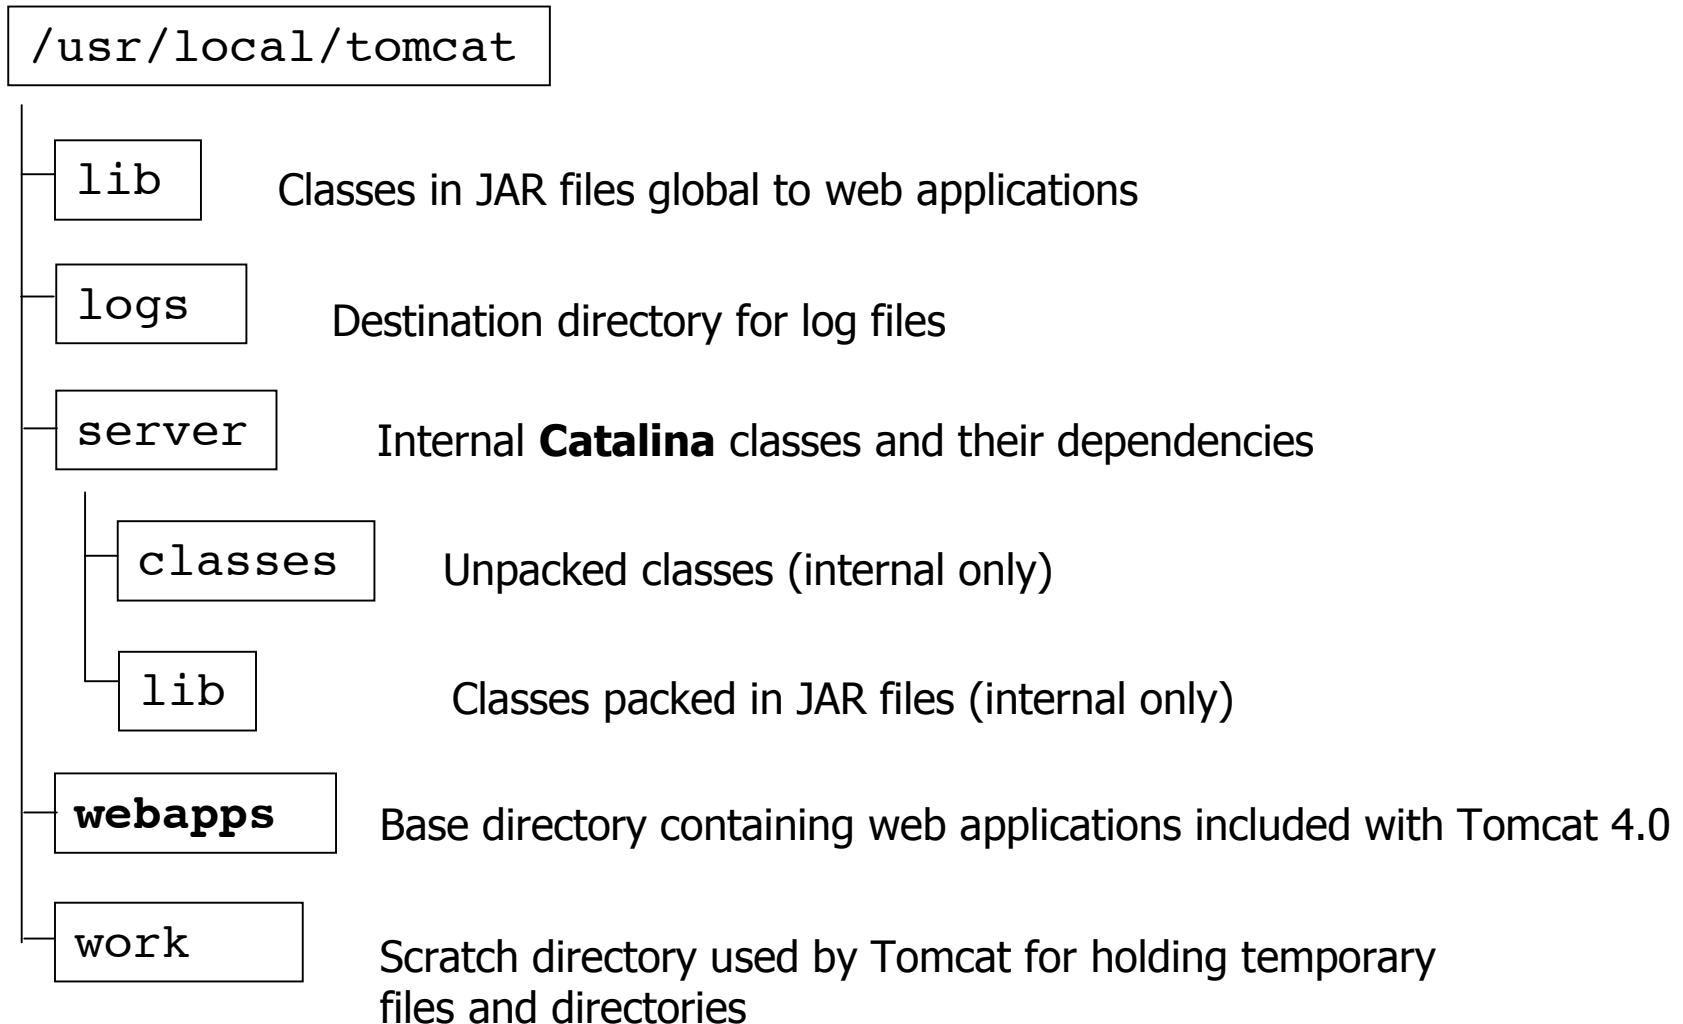 /usr/local/tomcat
lib
Classes in JAR files global to web applications
logs
Destination directory for log files
server
Internal Catalina classes and their dependencies
classes
Unpacked classes (internal only)
lib
Classes packed in JAR files (internal only)
webapps
Base directory containing web applications included with Tomcat 4.0
work
Scratch directory used by Tomcat for holding temporary
files and directories